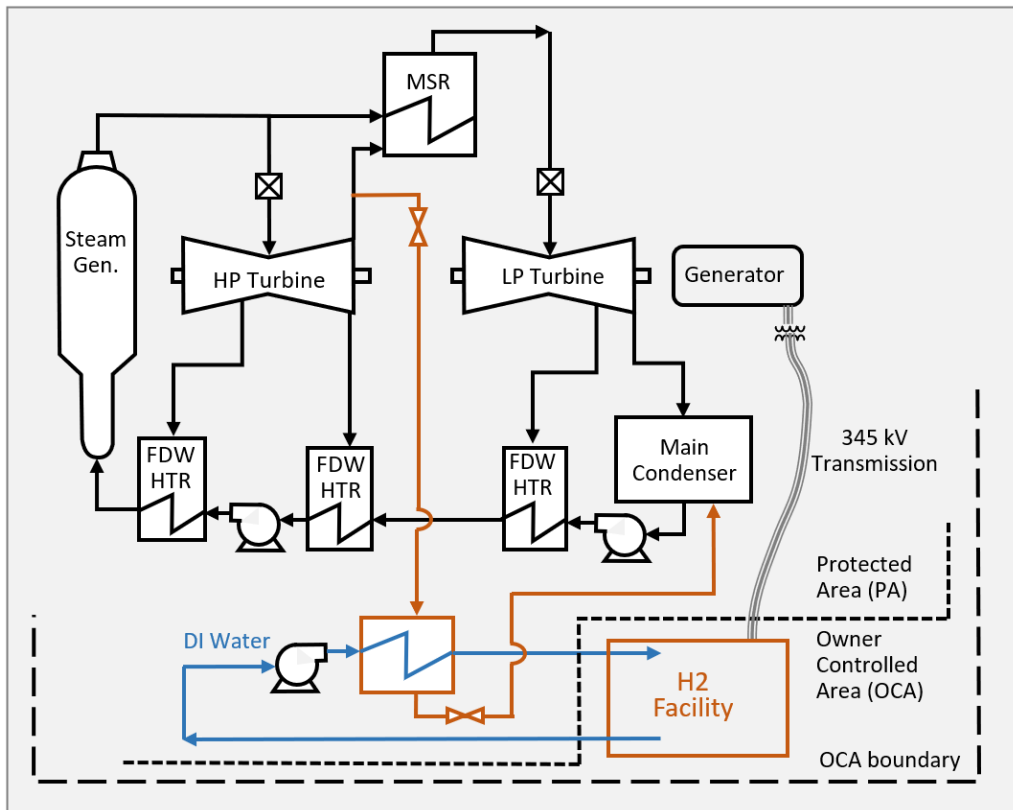 MSR
Steam
Gen.
HP Turbine
LP Turbine
Generator
FDW
HTR
FDW
HTR
FDW
HTR
Main
Condenser
345 kV
Transmission
Protected
Area (PA)
DI Water
H2
Facility
Owner
Controlled
Area (OCA)
OCA boundary